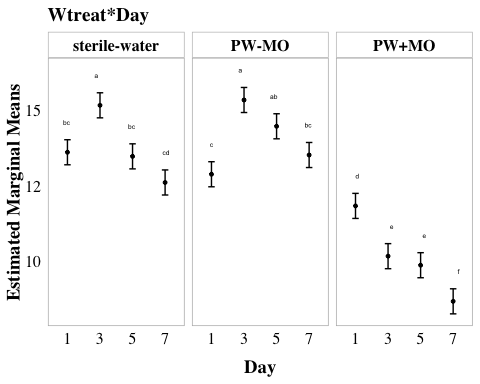 Wtreat*Day
sterile-water PW-MO PW+MO
Estimated Marginal Means
15
12
10
bc a bc cd
c a ab bc
d e e f
1 3 5 7 1 3 5 7 1 3 5 7
Day